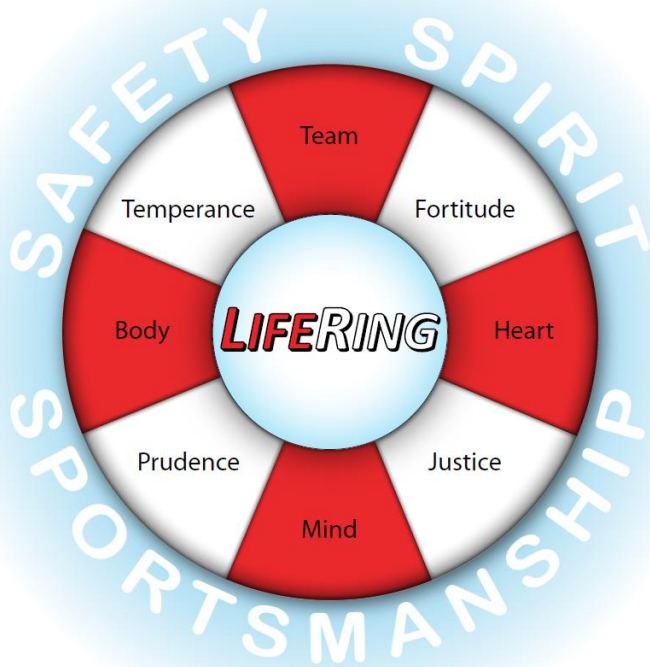 SAFETY SPIRIT
Team
Temperance
Fortitude
Body
LIFERING
Heart
Prudence
Justice
Mind
SPORTSMANSHIP